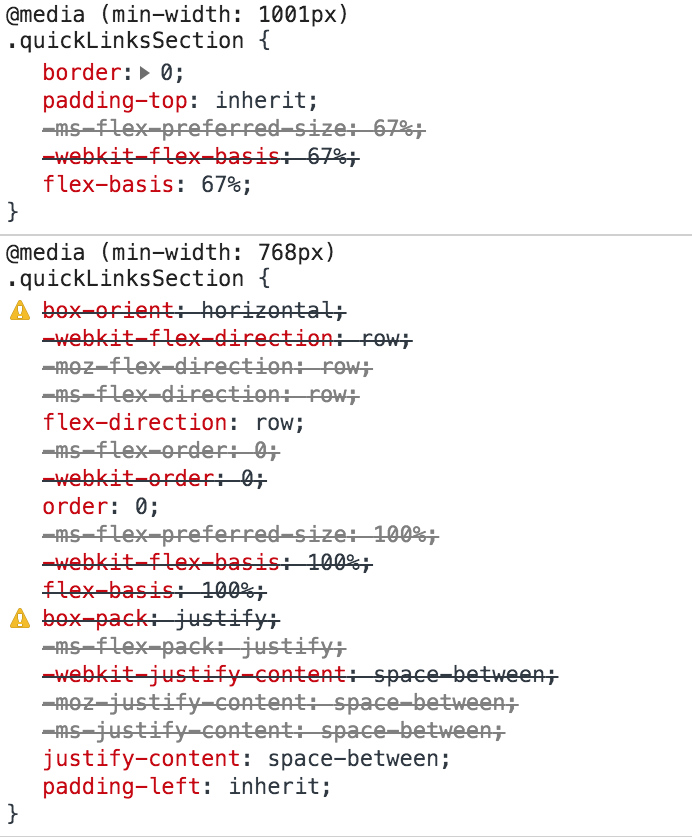 @media (min-width: 1001px)
.quickLinksSection {
border: 0;
padding-top: inherit;
-ms-flex-preferred-size: 67%;
-webkit-flex-basis: 67%;
flex-basis: 67%;
}
@media (min-width: 768px)
.quickLinksSection {
box-orient: horizontal;
-webkit-flex-direction: row;
-moz-flex-direction: row;
-ms-flex-direction: row;
flex-direction: row;
-ms-flex-order: 0;
-webkit-order: 0;
order: 0;
-ms-flex-preferred-size: 100%;
-webkit-flex-basis: 100%;
flex-basis: 100%;
box-pack: justify;
-ms-flex-pack: justify;
-webkit-justify-content: space-between;
-moz-justify-content: space-between;
-ms-justify-content: space-between;
justify-content: space-between;
padding-left: inherit;
}